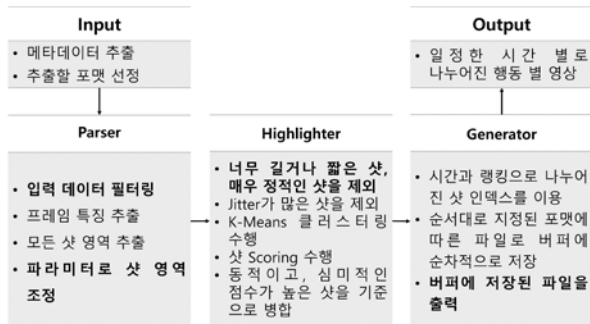 Input
• 메타데이터 추출
• 추출할 포맷 선정
Output
• 일정한 시간 별로
나누어진 행동 별 영상
Parser
• 입력 데이터 필터링
• 프레임 특징 추출
• 모든 샷 영역 추출
• 파라미터로 샷 영역
조정
Highlighter
• 너무 길거나 짧은 샷,
매우 정적인 샷을 제외
• Jitter가 많은 샷을 제외
• K-Means 클러스터링
수행
• 샷 Scoring 수행
• 동적이고, 심미적인
점수가 높은 샷을 기준
으로 병합
Generator
• 시간과 랭킹으로 나누어
진 샷 인덱스를 이용
• 순서대로 지정된 포맷에
따른 파일로 버퍼에
순차적으로 저장
• 버퍼에 저장된 파일을
출력